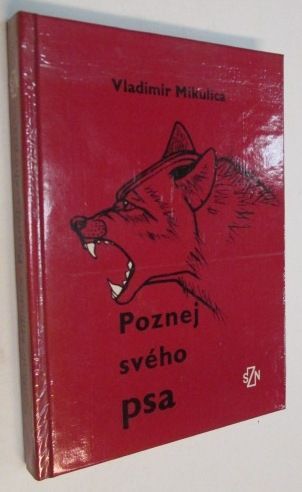 Vladimír Mikulica
Poznej
svého
psa
SZN